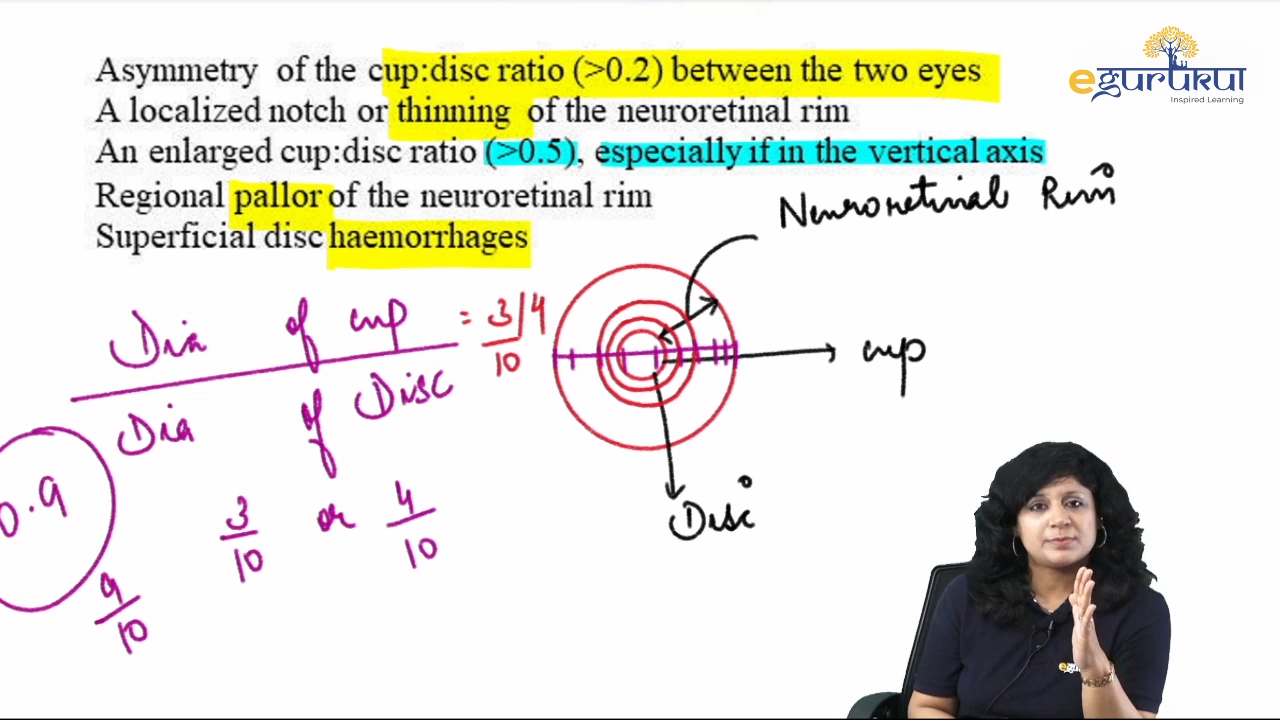 Asymmetry of the cup:disc ratio (>0.2) between the two eyes
A localized notch or thinning of the neuroretinal rim
An enlarged cup:disc ratio (>0.5), especially if in the vertical axis
Regional pallor of the neuroretinal rim
Superficial disc haemorrhages
egurukul
Inspired Learning
Neuroretinal Rim
Dia of cup = 3/4
Dia of Disc 10
cup
Disc
0.9
3 or 4
10 10
9
10
e